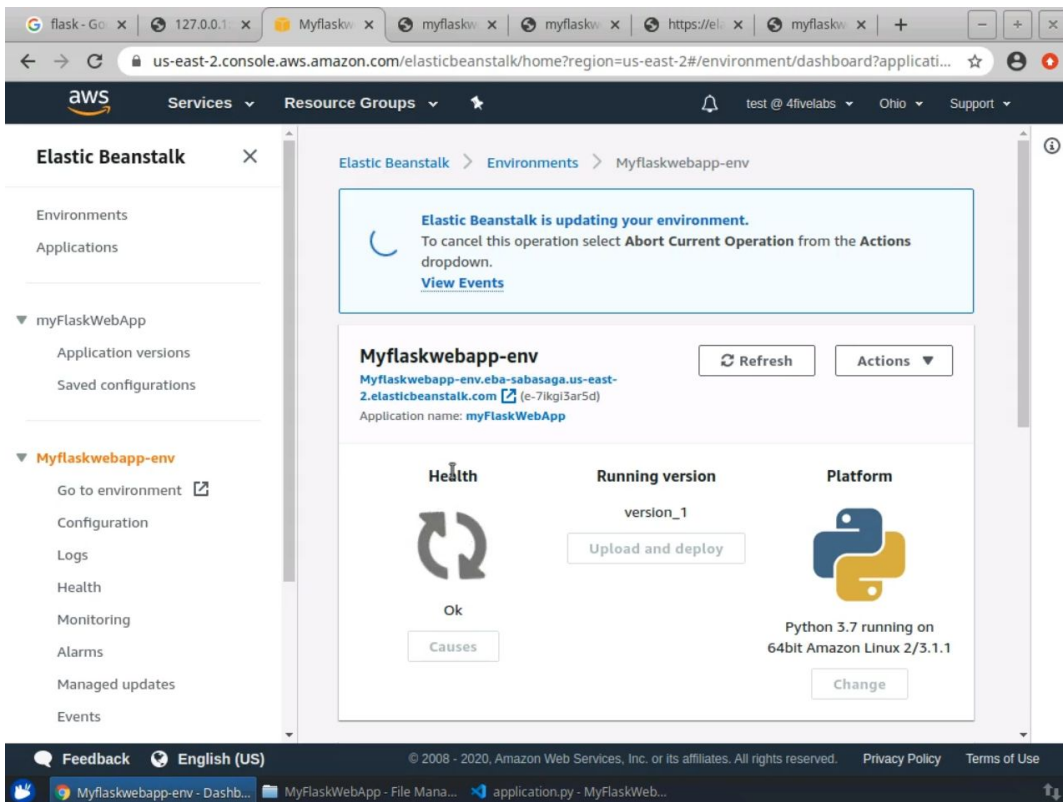 flask - Go
127.0.0.1:
Myflaskw
myflaskw
myflaskw
https://ela
myflaskw
us-east-2.console.aws.amazon.com/elasticbeanstalk/home?region=us-east-2#/environment/dashboard?applicati...
aws
Services
Resource Groups
test @ 4fivelabs
Ohio
Support
Elastic Beanstalk
Environments
Applications
myFlaskWebApp
Application versions
Saved configurations
Myflaskwebapp-env
Go to environment
Configuration
Logs
Health
Monitoring
Alarms
Managed updates
Events
Elastic Beanstalk > Environments > Myflaskwebapp-env
Elastic Beanstalk is updating your environment.
To cancel this operation select Abort Current Operation from the Actions
dropdown.
View Events
Myflaskwebapp-env
Myflaskwebapp-env.eba-sabasaga.us-east-
2.elasticbeanstalk.com (e-7ikgi3ar5d)
Application name: myFlaskWebApp
Refresh
Actions
Health
Ok
Causes
Running version
version_1
Upload and deploy
Platform
Python 3.7 running on
64bit Amazon Linux 2/3.1.1
Change
Feedback
English (US)
© 2008 - 2020, Amazon Web Services, Inc. or its affiliates. All rights reserved.
Privacy Policy
Terms of Use
Myflaskwebapp-env - Dashb...
MyFlaskWebApp - File Mana...
application.py - MyFlaskWeb...